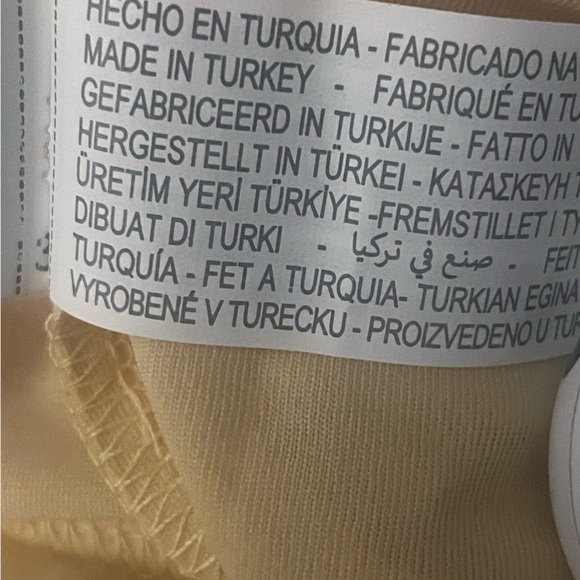 HECHO EN TURQUIA - FABRICADO NA
MADE IN TURKEY - FABRIQUÉ EN TU
GEFABRICEERD IN TURKIJE - FATTO IN
HERGESTELLT IN TÜRKEI - ΚΑΤΑΣΚΕΥΗ
ÜRETİM YERİ TÜRKİYE -FREMSTILLET I TY
DIBUAT DI TURKI - صنع في تركيا - FEIT
TURQUÍA - FET A TURQUIA- TURKIAN EGINA
VYROBENÉ V TURECKU - PROIZVEDENO U TUR